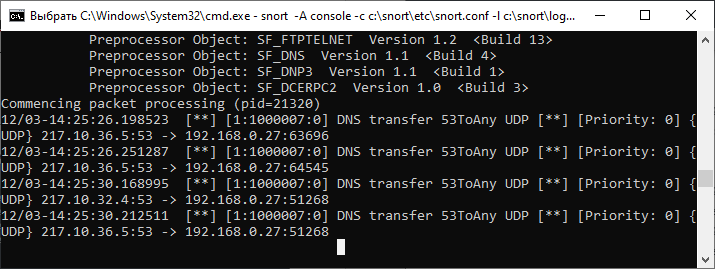 Выбрать C:\Windows\System32\cmd.exe - snort -A console -c c:\snort\etc\snort.conf -l c:\snort\log...
Preprocessor Object: SF_FTPTELNET Version 1.2 <Build 13>
Preprocessor Object: SF_DNS Version 1.1 <Build 4>
Preprocessor Object: SF_DNP3 Version 1.1 <Build 1>
Preprocessor Object: SF_DCERPC2 Version 1.0 <Build 3>
Commencing packet processing (pid=21320)
12/03-14:25:26.198523 [**] [1:1000007:0] DNS transfer 53ToAny UDP [**] [Priority: 0] {
UDP} 217.10.36.5:53 -> 192.168.0.27:63696
12/03-14:25:26.251287 [**] [1:1000007:0] DNS transfer 53ToAny UDP [**] [Priority: 0] {
UDP} 217.10.36.5:53 -> 192.168.0.27:64545
12/03-14:25:30.168995 [**] [1:1000007:0] DNS transfer 53ToAny UDP [**] [Priority: 0] {
UDP} 217.10.32.4:53 -> 192.168.0.27:51268
12/03-14:25:30.212511 [**] [1:1000007:0] DNS transfer 53ToAny UDP [**] [Priority: 0] {
UDP} 217.10.36.5:53 -> 192.168.0.27:51268